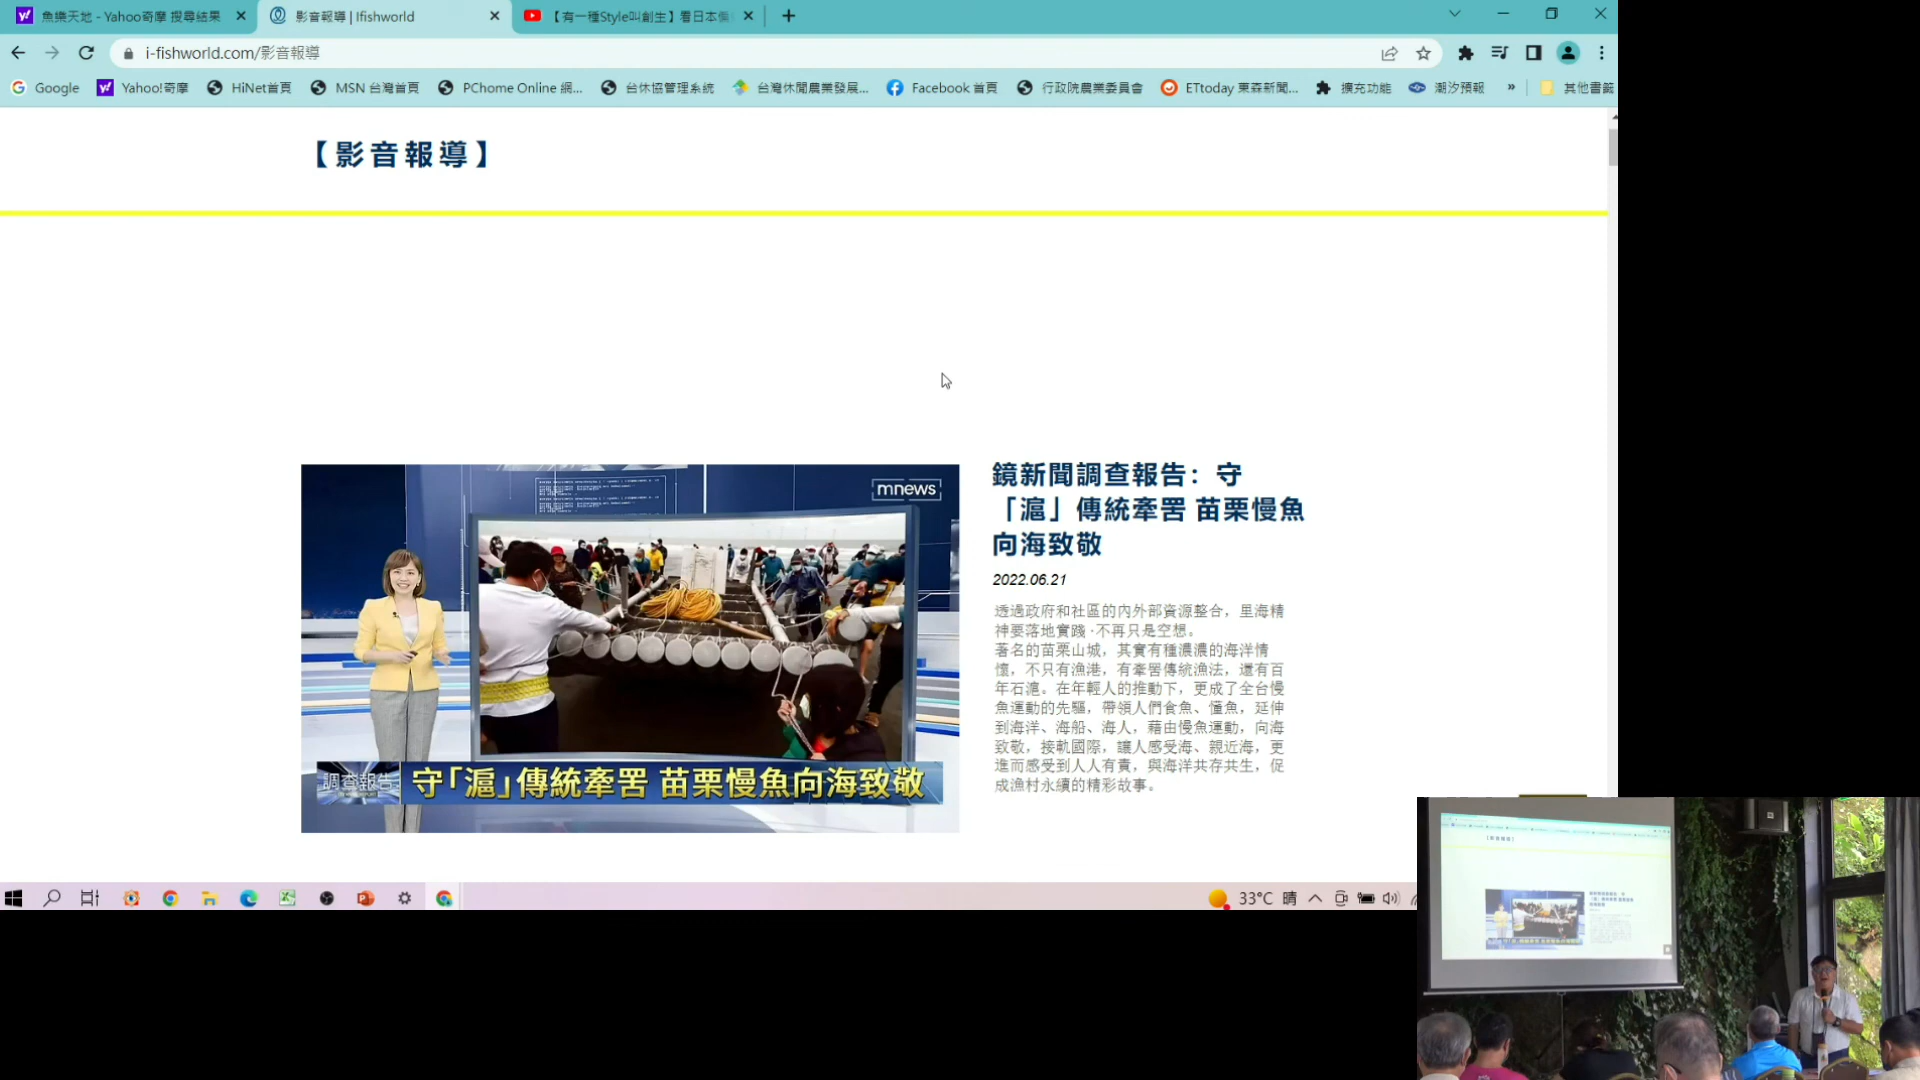 魚樂天地 - Yahoo奇摩 搜尋結果
影音報導 | Ifishworld
【有一種Style叫創生】看日本
i-fishworld.com/影音報導
Google
Yahoo!奇摩
HiNet首頁
MSN 台灣首頁
PChome Online 網...
台休協管理系統
台灣休閒農業發展...
Facebook 首頁
行政院農業委員會
ETtoday 東森新聞...
擴充功能
潮汐預報
»
其他書籤
【影音報導】
mnews
調查報告
守「滬」傳統牽罟 苗栗慢魚向海致敬
鏡新聞調查報告：守
「滬」傳統牽罟 苗栗慢魚
向海致敬
2022.06.21
透過政府和社區的內外部資源整合，里海精
神要落地實踐‧不再只是空想。
著名的苗栗山城，其實有種濃濃的海洋情
懷，不只有漁港，有牽罟傳統漁法，還有百
年石滬。在年輕人的推動下，更成了全台慢
魚運動的先驅，帶領人們食魚、懂魚，延伸
到海洋、海船、海人，藉由慢魚運動，向海
致敬，接軌國際，讓人感受海、親近海，更
進而感受到人人有責，與海洋共存共生，促
成漁村永續的精彩故事。
33°C 晴